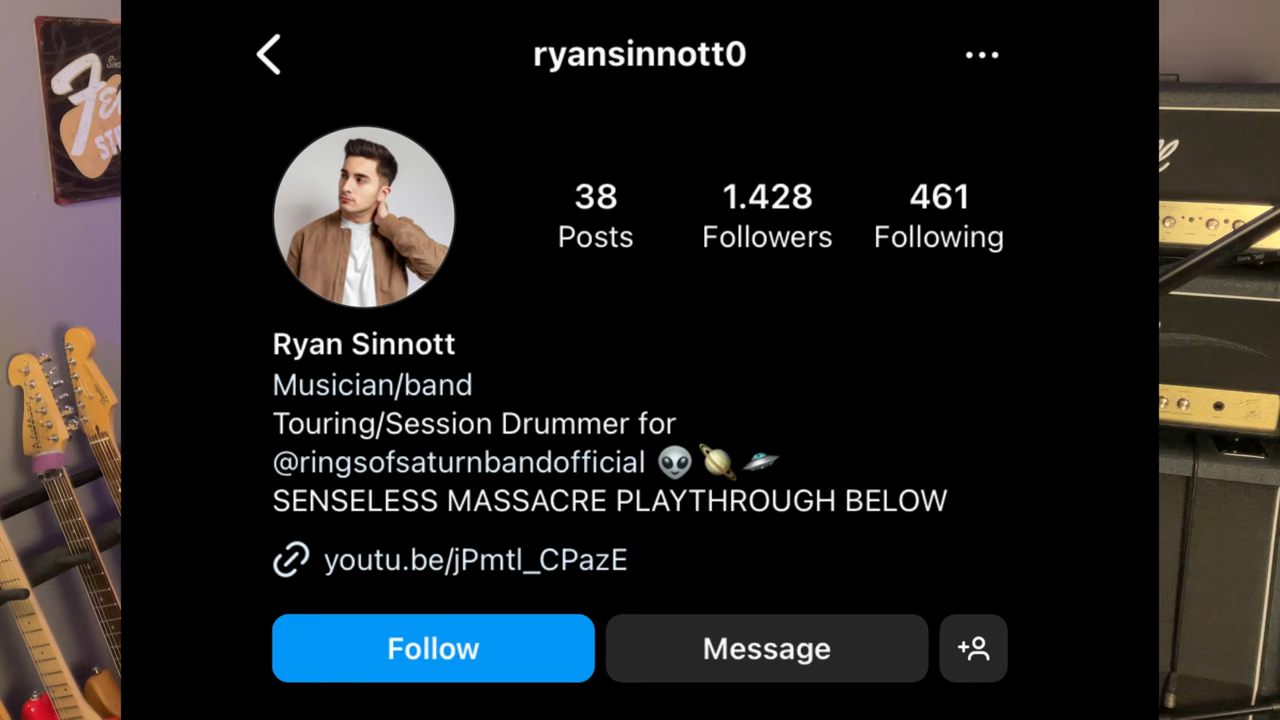 ryansinnott0
38
Posts
1.428
Followers
461
Following
Ryan Sinnott
Musician/band
Touring/Session Drummer for
@ringsofsaturnbandofficial 👽🪐🛸
SENSELESS MASSACRE PLAYTHROUGH BELOW
youtu.be/jPmtl_CPazE
Follow
Message